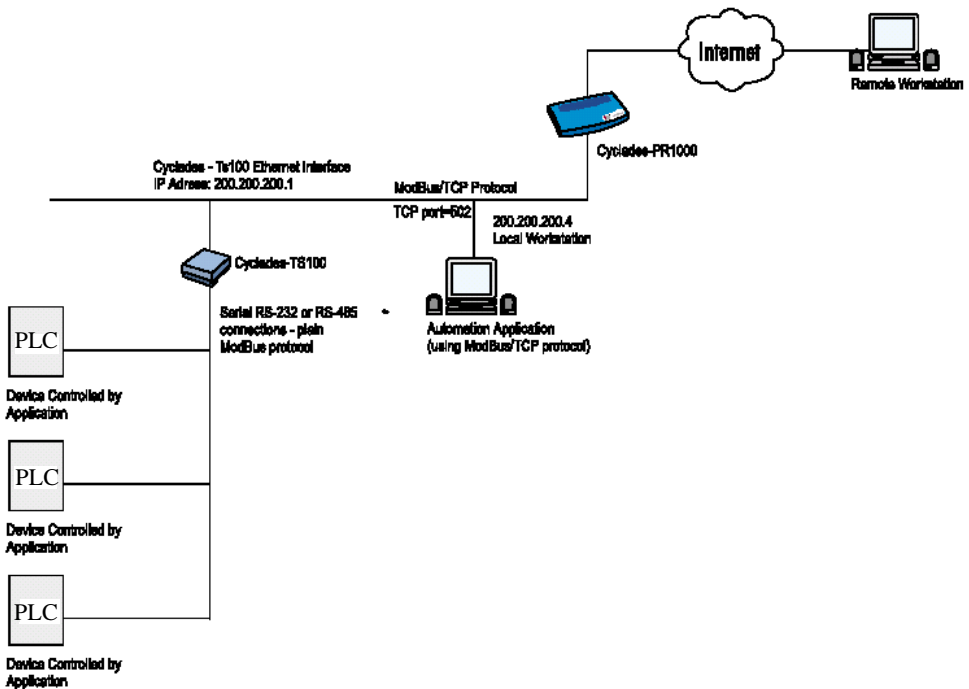 Internet
Remote Workstation
Cyclades-PR1000
Cyclades - Ts100 Ethernet Interface
IP Adress: 200.200.200.1
ModBus/TCP Protocol
TCP port=502
200.200.200.4
Local Workstation
Cyclades-TS100
Serial RS-232 or RS-485
connections - plain
ModBus protocol
Automation Application
(using ModBus/TCP protocol)
PLC
Device Controlled by
Application
PLC
Device Controlled by
Application
PLC
Device Controlled by
Application